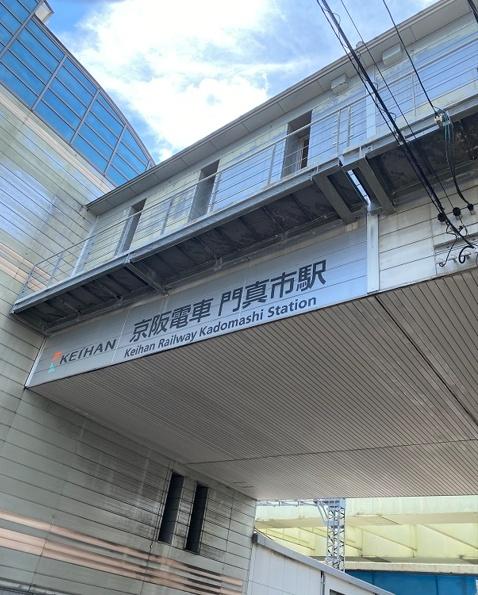 KEIHAN 京阪電車 門真市駅
Keihan Railway Kadomashi Station